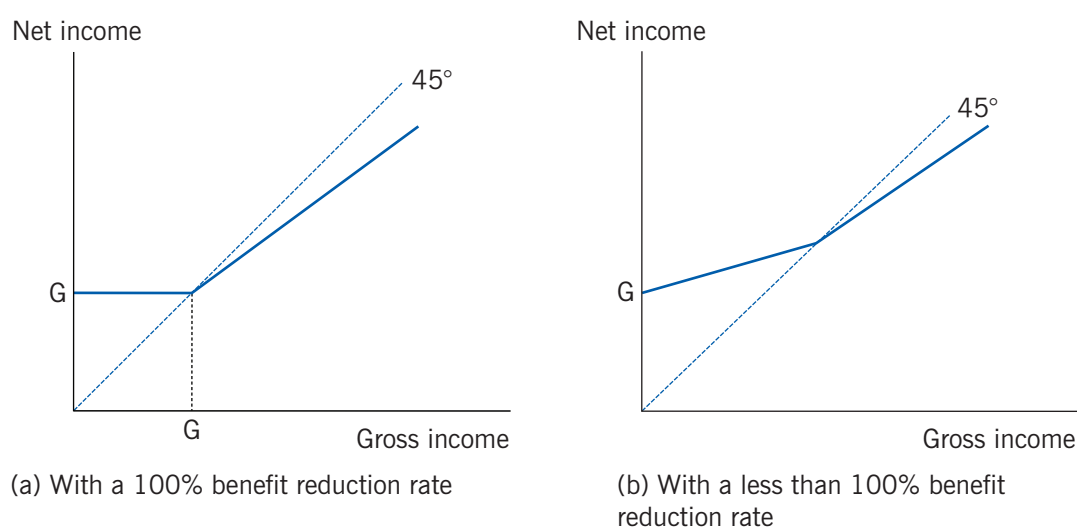 Net income
45°
G
G
Gross income
(a) With a 100% benefit reduction rate
Net income
45°
G
Gross income
(b) With a less than 100% benefit
reduction rate